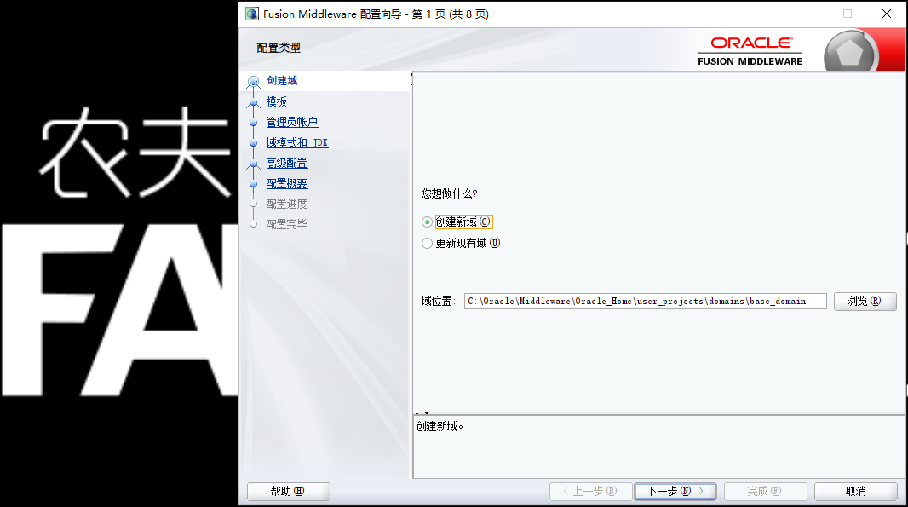 Fusion Middleware 配置向导 - 第 1 页 (共 8 页)
配置类型
ORACLE
FUSION MIDDLEWARE
创建域
模板
管理员帐户
域模式和 JDK
高级配置
配置概要
配置进度
配置完毕
农夫
FA
您想做什么?
创建新域 (C)
更新现有域 (U)
域位置: C:\Oracle\Middleware\Oracle_Home\user_projects\domains\base_domain 浏览 (R)
创建新域。
帮助 (H) < 上一步 (B) 下一步 (N) > 完成 (F) 取消